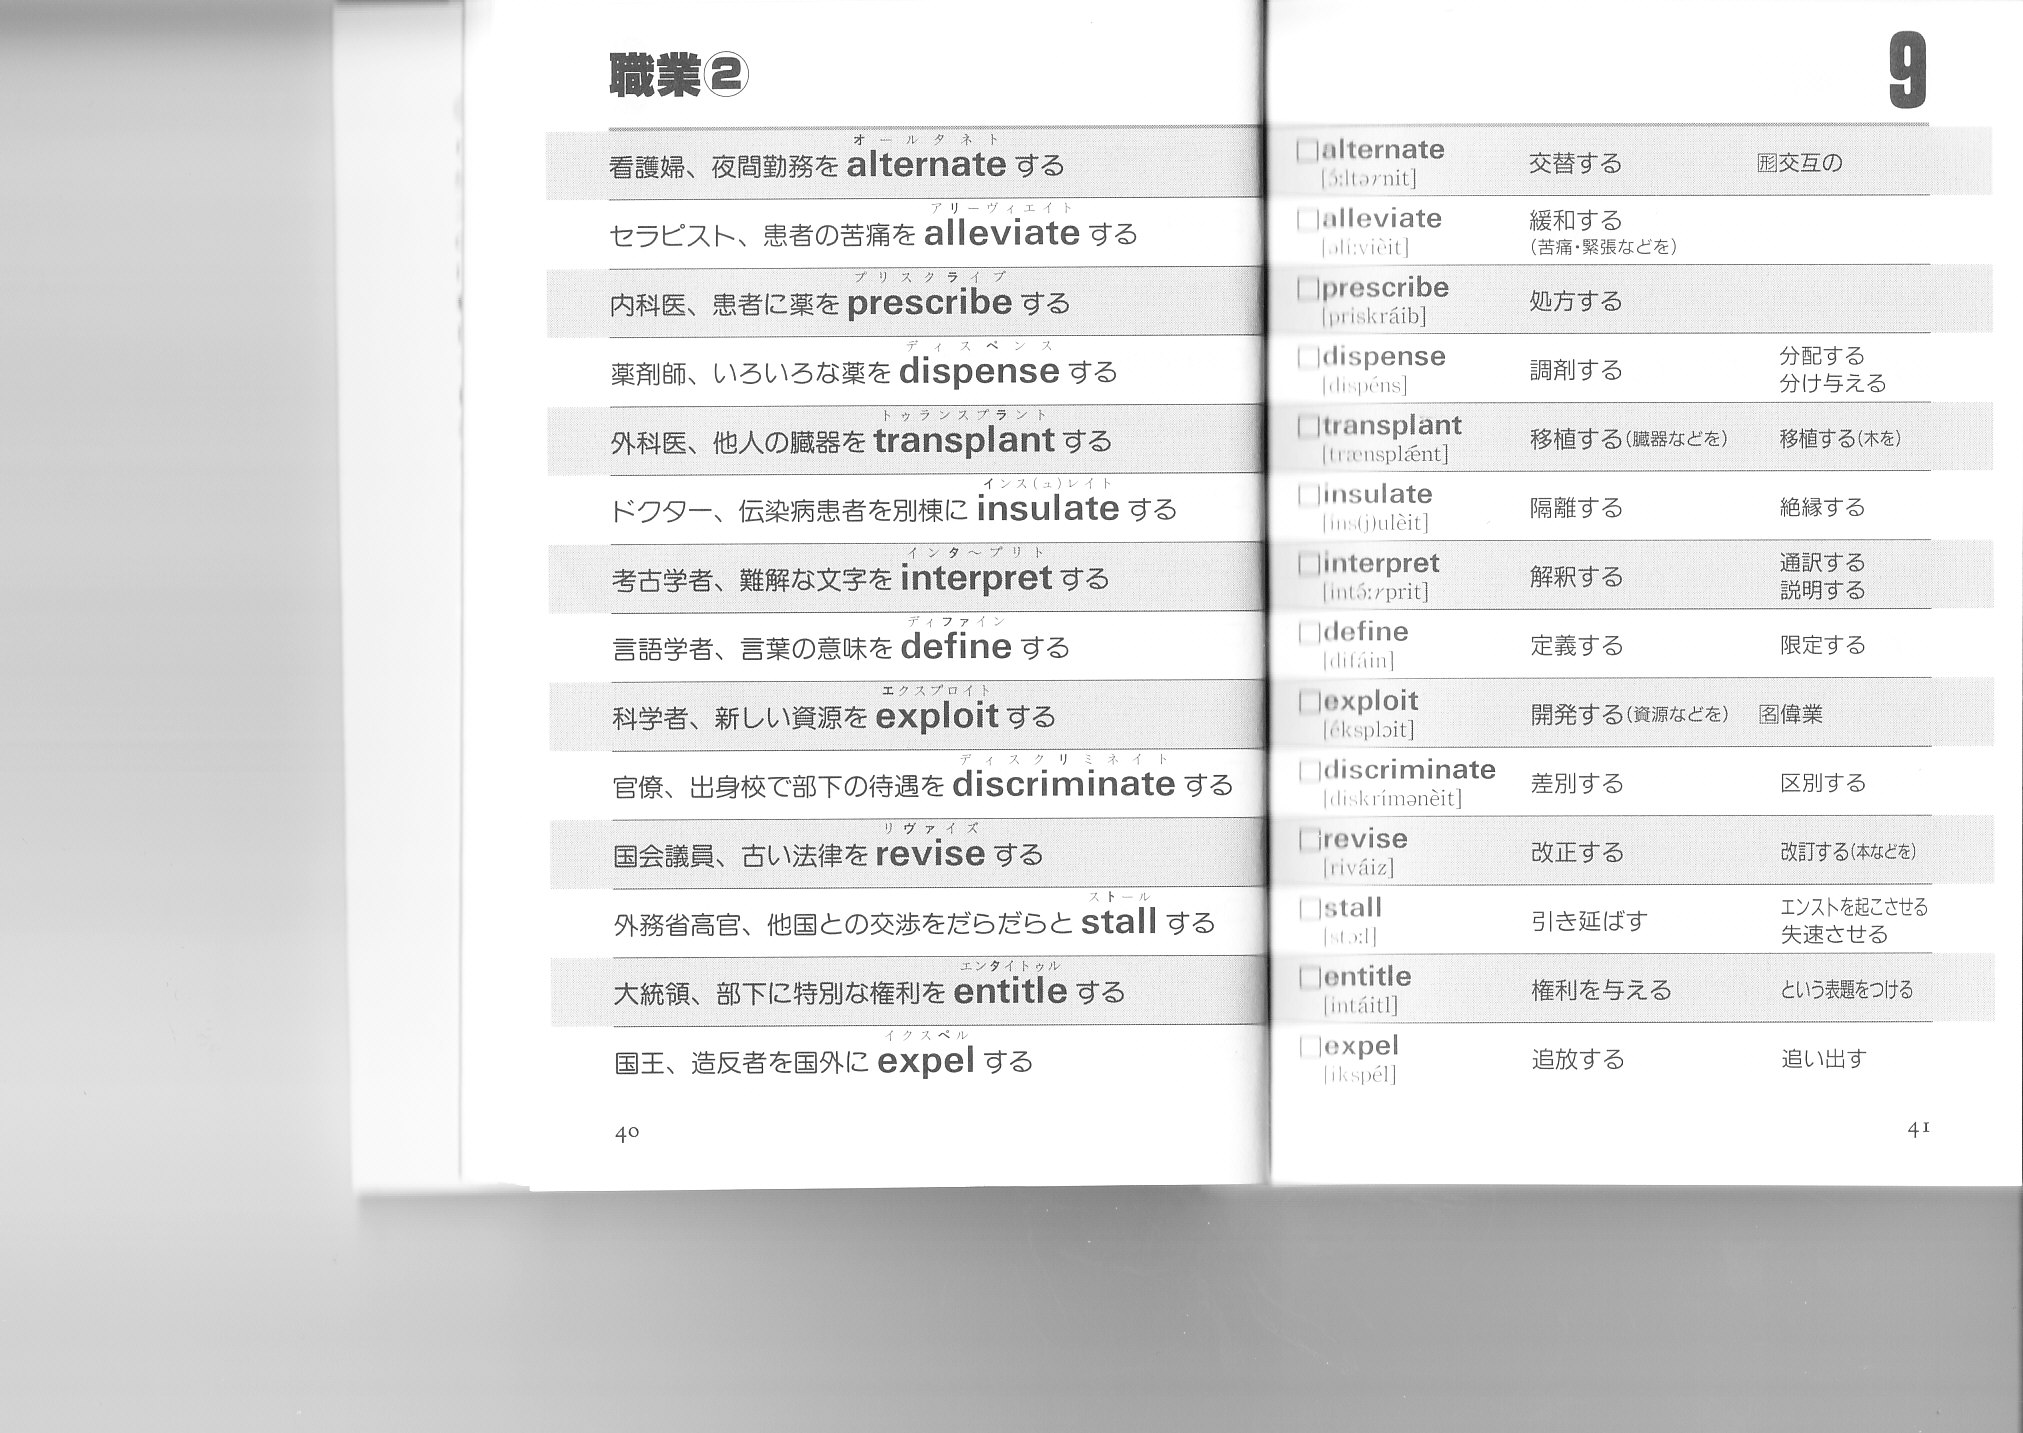 職業②
オールタネト
看護婦、夜間勤務を alternate する
アリーヴィエイト
セラピスト、患者の苦痛を alleviate する
プリスクライブ
内科医、患者に薬を prescribe する
ディスペンス
薬剤師、いろいろな薬を dispense する
トゥランスプラント
外科医、他人の臓器を transplant する
インス(ュ)レイト
ドクター、伝染病患者を別棟に insulate する
インタ〜プリト
考古学者、難解な文字を interpret する
ディファイン
言語学者、言葉の意味を define する
エクスプロイト
科学者、新しい資源を exploit する
ディスクリミネイト
官僚、出身校で部下の待遇を discriminate する
リヴァイズ
国会議員、古い法律を revise する
ストール
外務省高官、他国との交渉をだらだらと stall する
エンタイトゥル
大統領、部下に特別な権利を entitle する
イクスペル
国王、造反者を国外に expel する
40
9
□alternate 交替する 形交互の
[ɔ́:ltərnit]
□alleviate 緩和する
[əlí:vièit] (苦痛・緊張などを)
□prescribe 処方する
[priskráib]
□dispense 調剤する 分配する
[dispéns] 分け与える
□transplant 移植する(臓器などを) 移植する(木を)
[trænsplǽnt]
□insulate 隔離する 絶縁する
[íns(j)ulèit]
□interpret 解釈する 通訳する
[intə́:rprit] 説明する
□define 定義する 限定する
[difáin]
□exploit 開発する(資源などを) 名偉業
[éksplɔit]
□discriminate 差別する 区別する
[diskrímənèit]
□revise 改正する 改訂する(本などを)
[riváiz]
□stall 引き延ばす エンストを起こさせる
[stɔ:l] 失速させる
□entitle 権利を与える という表題をつける
[intáitl]
□expel 追放する 追い出す
[ikspél]
41